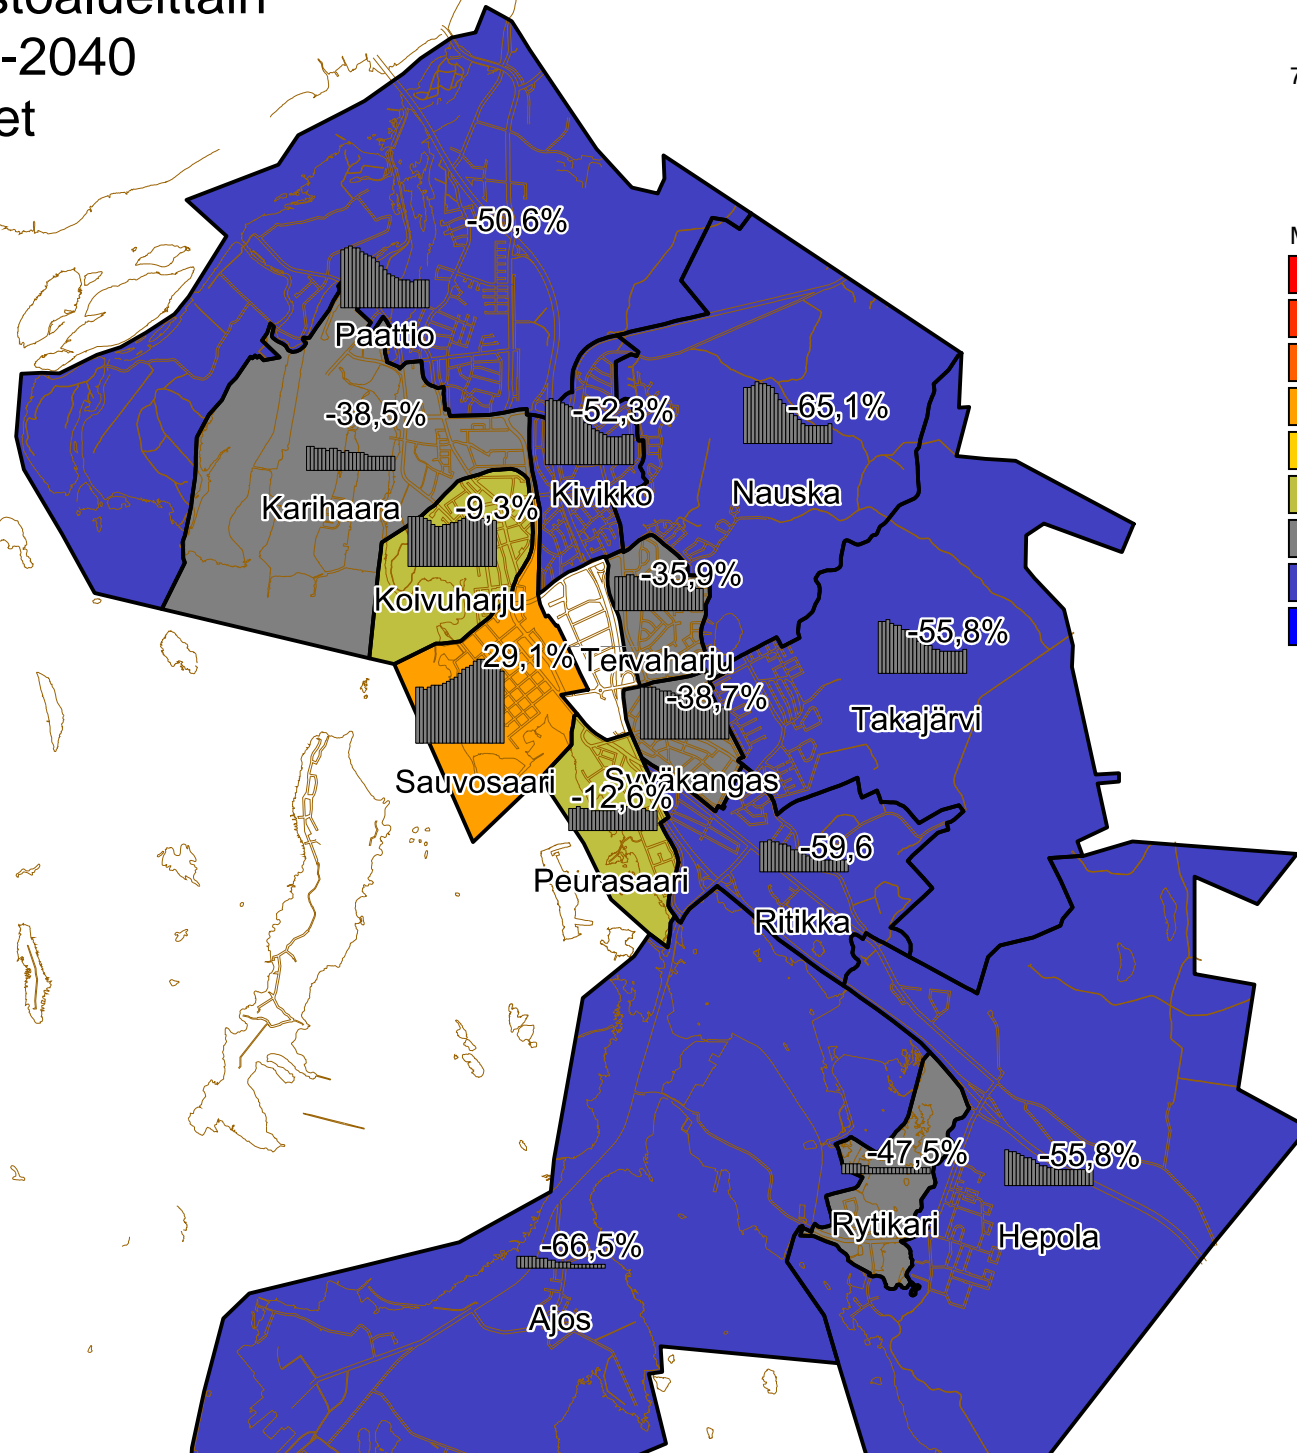 -2040
et
7
M
-50,6%
Paattio
-38,5%
-52,3%
-65,1%
Karihaara
-9,3%
Kivikko
Nauska
Koivuharju
-35,9%
29,1%
Tervaharju
-55,8%
-38,7%
Takajärvi
Sauvosaari
Syväkangas
-12,6%
-59,6
Peurasaari
Ritikka
-47,5%
-55,8%
Rytikari
Hepola
-66,5%
Ajos